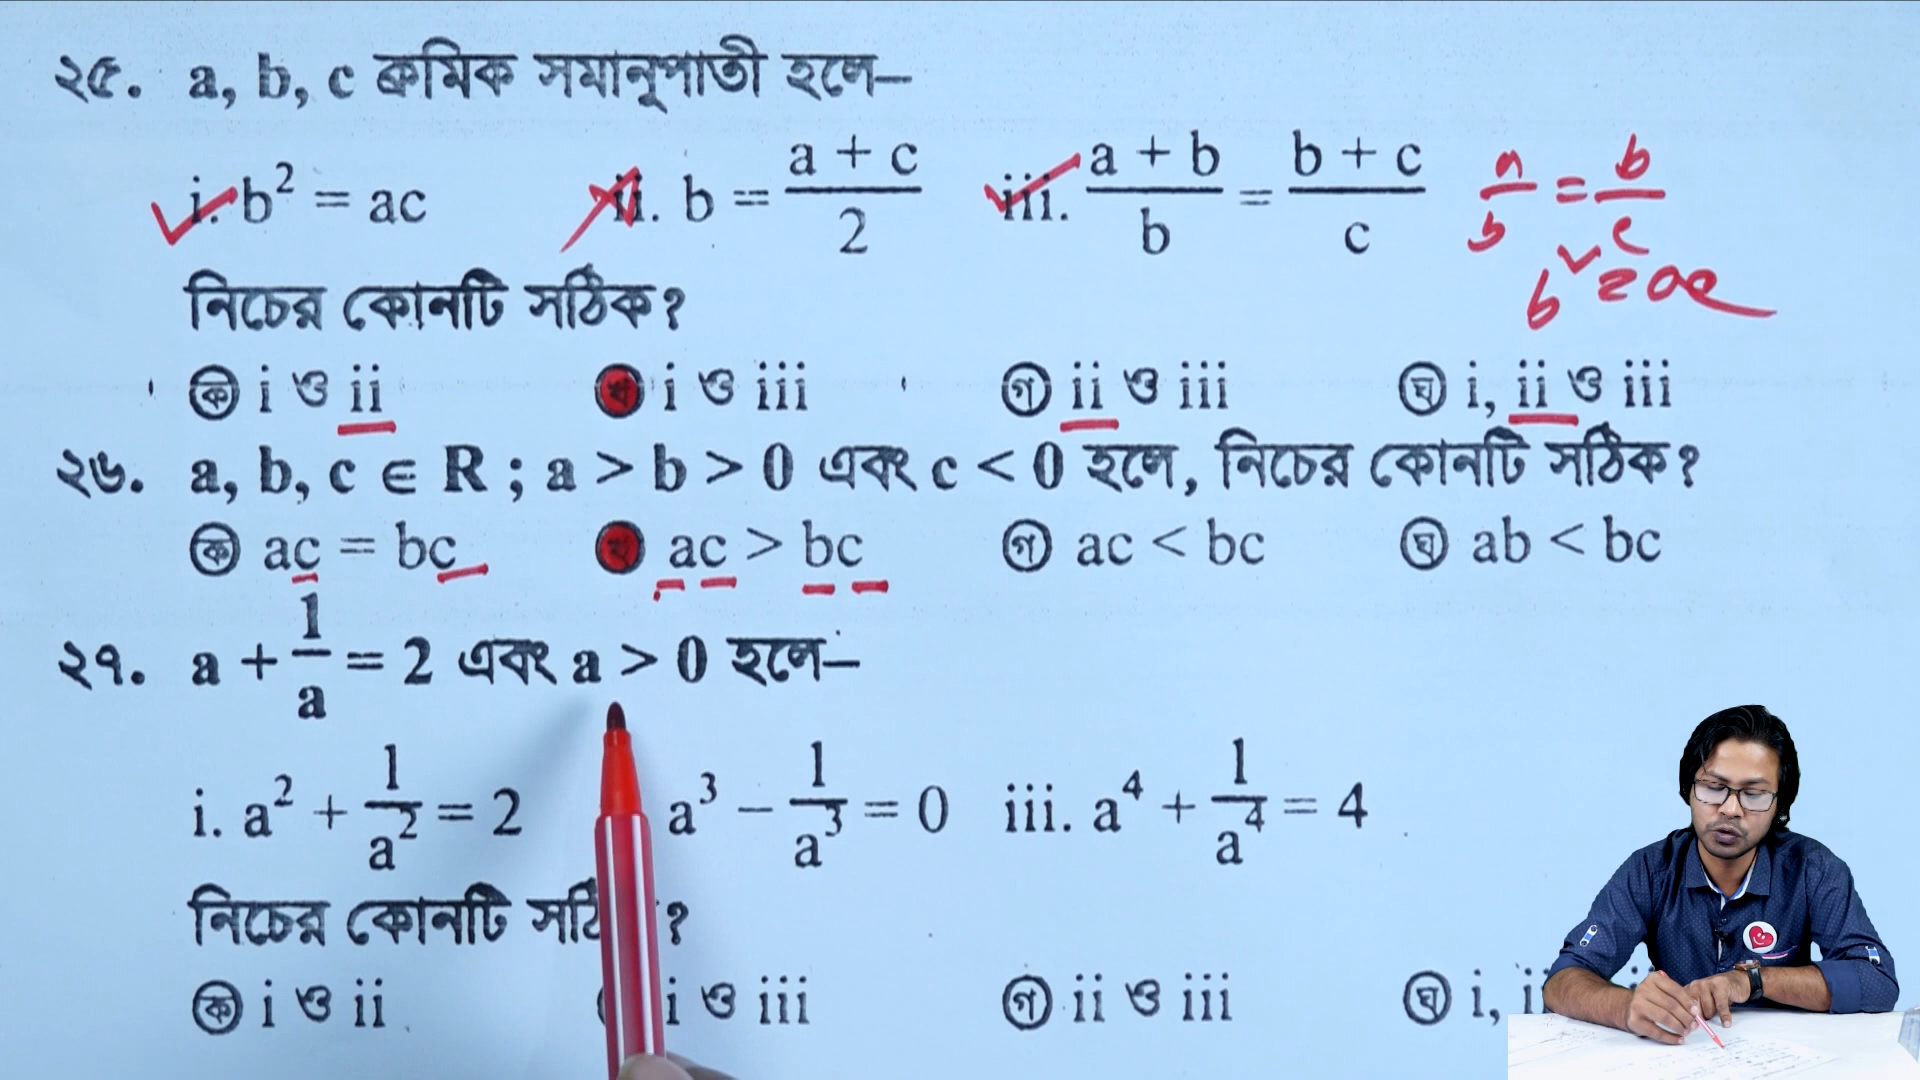 ২৫. a, b, c ক্রমিক সমানুপাতী হলে–
i. b² = ac ii. b = (a + c)/2 iii. (a + b)/b = (b + c)/c a/b = b/c
b² = ac
নিচের কোনটি সঠিক?
ক i ও ii খ i ও iii গ ii ও iii ঘ i, ii ও iii
২৬. a, b, c ∈ R ; a > b > 0 এবং c < 0 হলে, নিচের কোনটি সঠিক?
ক ac = bc খ ac > bc গ ac < bc ঘ ab < bc
২৭. a + 1/a = 2 এবং a > 0 হলে–
i. a² + 1/a² = 2 a³ − 1/a³ = 0 iii. a⁴ + 1/a⁴ = 4
নিচের কোনটি ?
ক i ও ii i ও iii গ ii ও iii ঘ i,